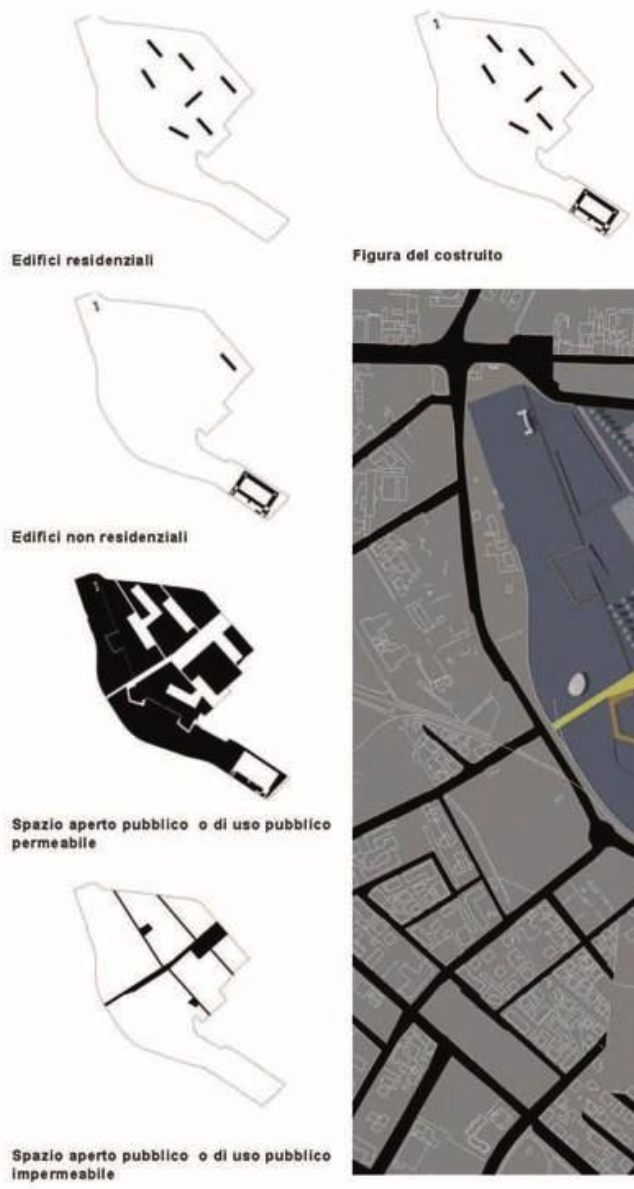 Edifici residenziali
Figura del costruito
Edifici non residenziali
Spazio aperto pubblico o di uso pubblico
permeabile
Spazio aperto pubblico o di uso pubblico
impermeabile